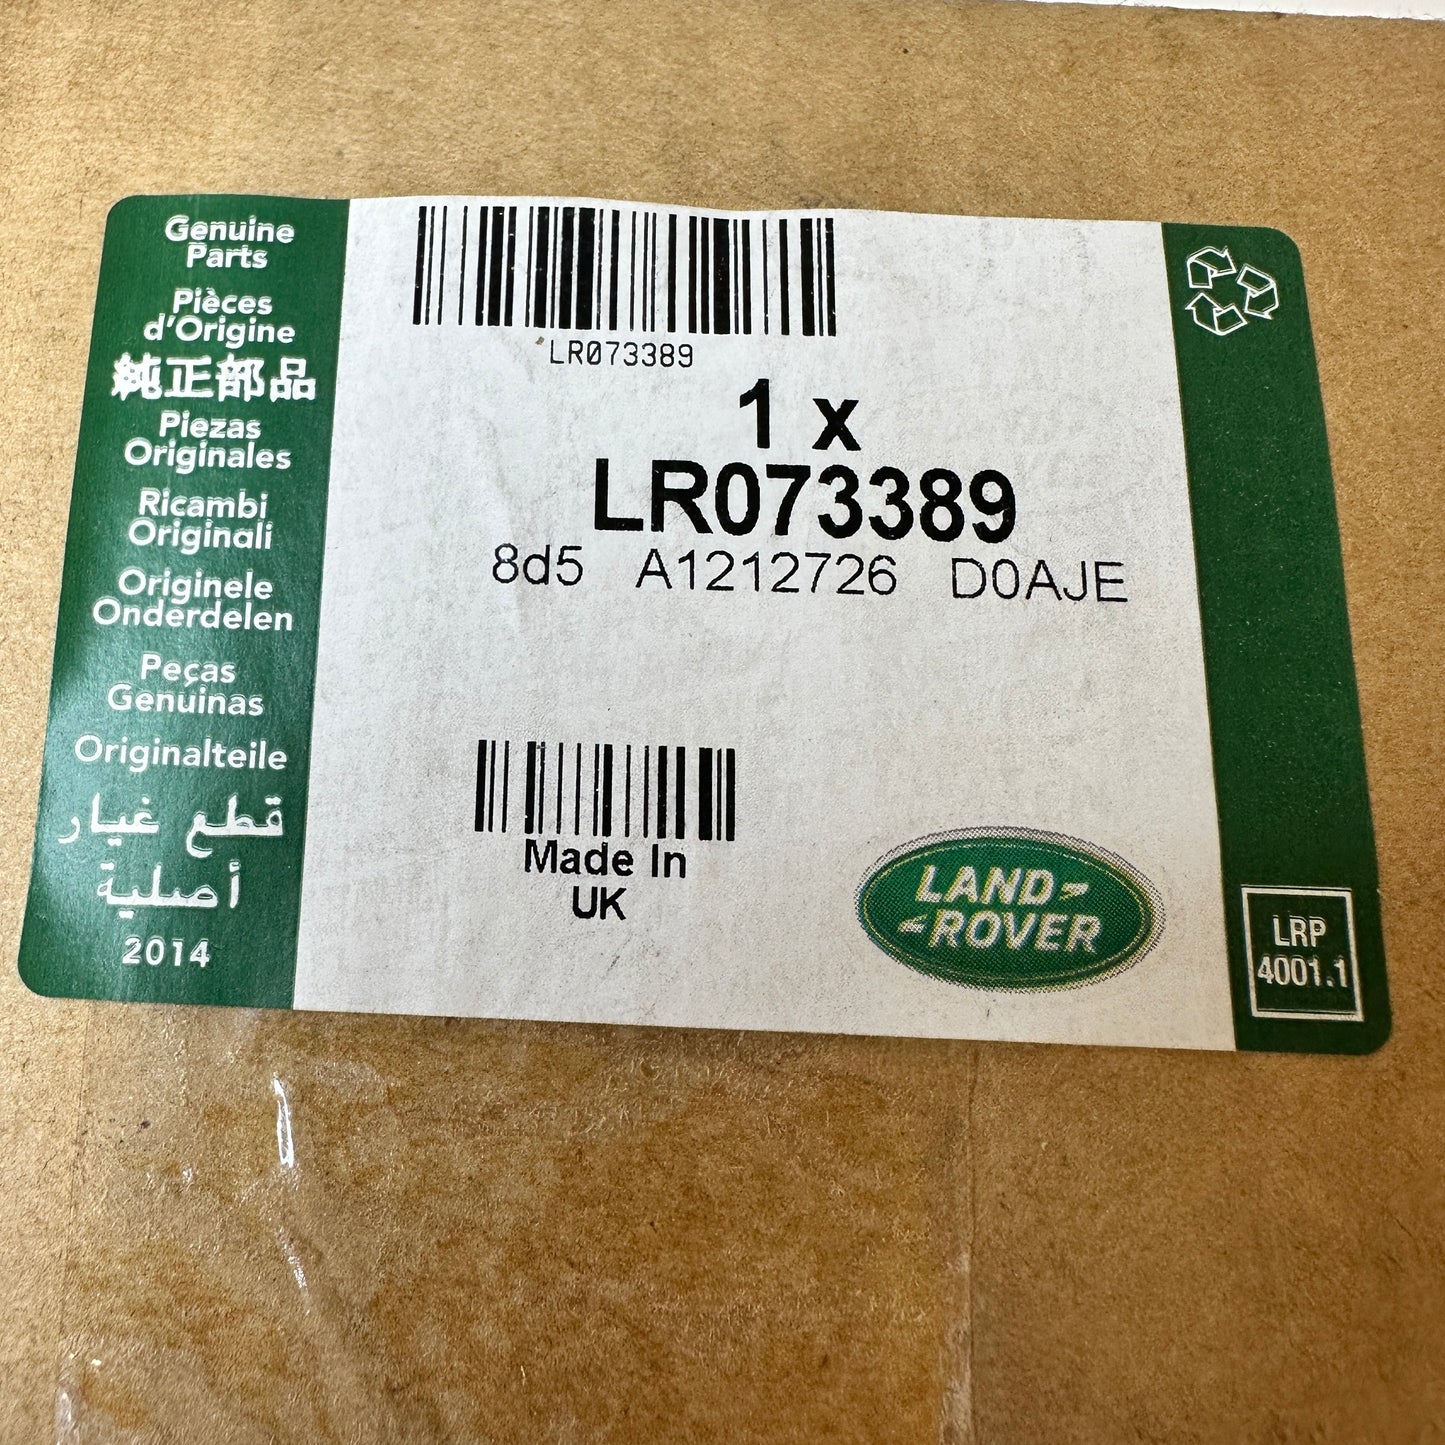 Genuine
Parts
Pièces
d'Origine
純正部品
Piezas
Originales
Ricambi
Originali
Originele
Onderdelen
Peças
Genuinas
Originalteile
قطع غيار
أصلية
2014
LR073389
1 x
LR073389
8d5 A1212726 D0AJE
Made In
UK
LAND-
-ROVER
LRP
4001.1